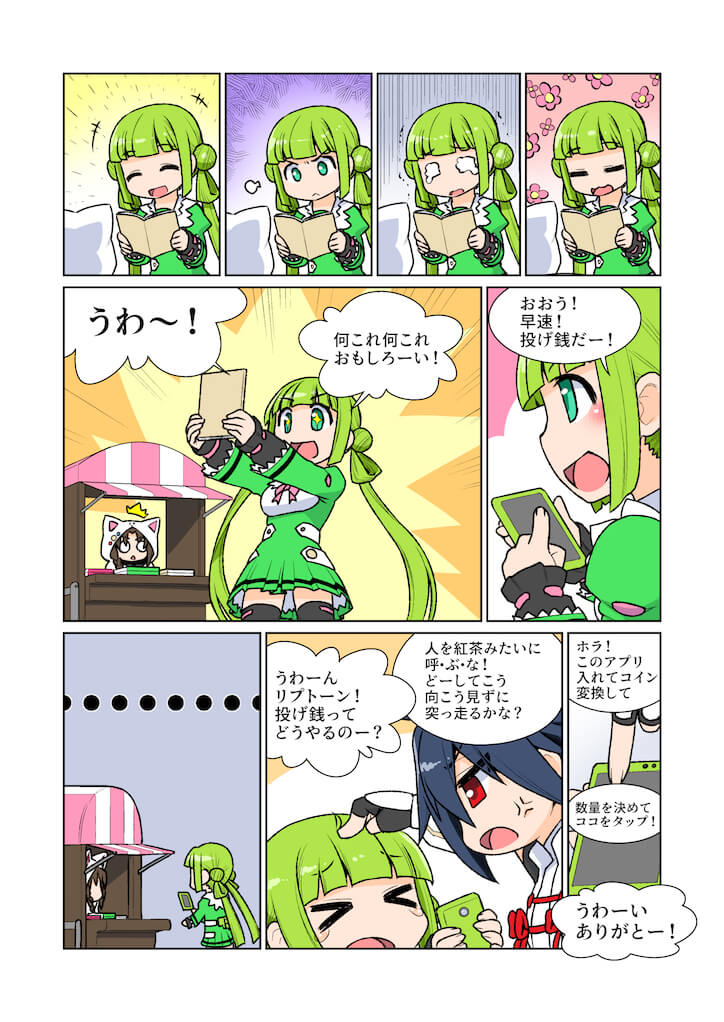 うわ〜!
何これ何これ
おもしろーい!
おおう!
早速!
投げ銭だー!
うわーん
リプトーン!
投げ銭って
どうやるのー?
人を紅茶みたいに
呼・ぶ・な!
どーしてこう
向こう見ずに
突っ走るかな?
ホラ!
このアプリ
入れてコイン
変換して
数量を決めて
ココをタップ!
うわーい
ありがとー!